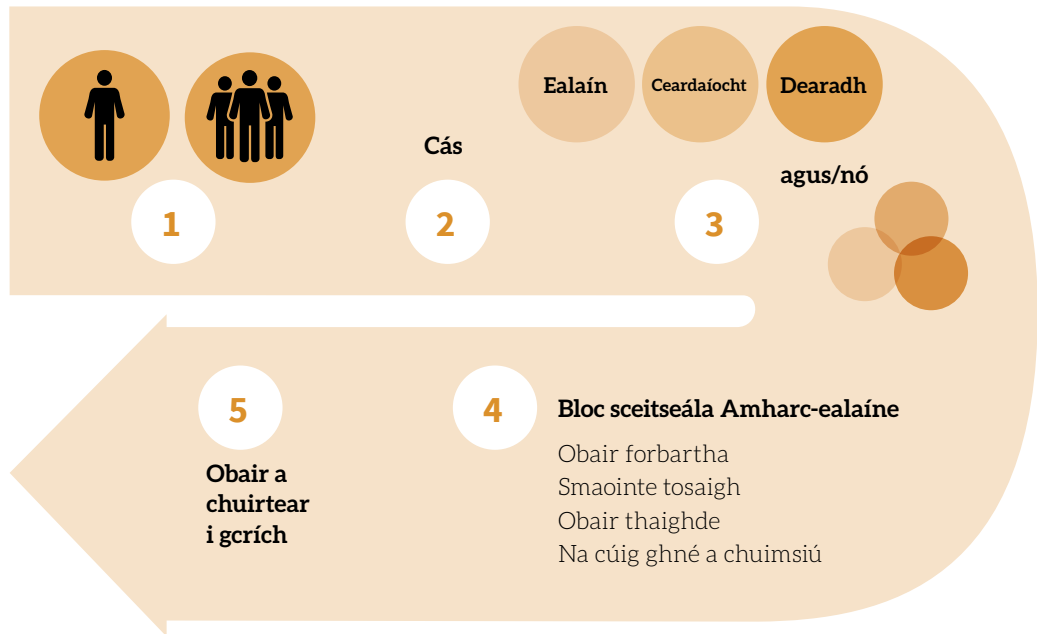 Ealaín
Ceardaíocht
Dearadh
Cás
agus/nó
1
2
3
4
Bloc sceitseála Amharc-ealaíne
Obair forbartha
Smaointe tosaigh
Obair thaighde
Na cúig ghné a chuimsiú
5
Obair a
chuirtear
i gcrích